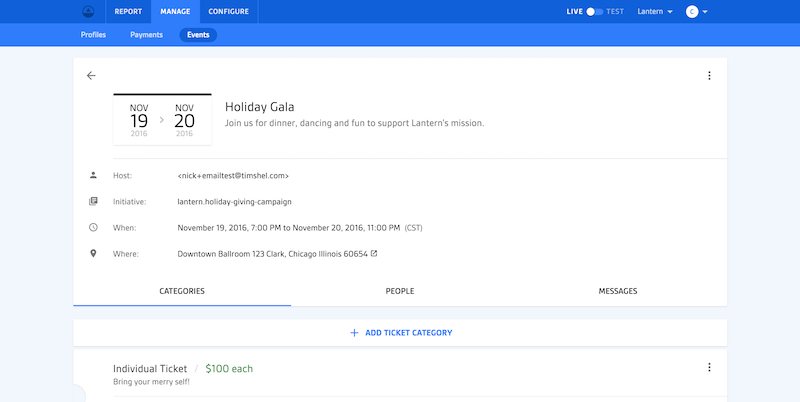 REPORT MANAGE CONFIGURE LIVE TEST Lantern C
Profiles Payments Events
NOV 19 2016 > NOV 20 2016
Holiday Gala
Join us for dinner, dancing and fun to support Lantern's mission.
Host: <nick+emailtest@timshel.com>
Initiative: lantern.holiday-giving-campaign
When: November 19, 2016, 7:00 PM to November 20, 2016, 11:00 PM (CST)
Where: Downtown Ballroom 123 Clark, Chicago Illinois 60654
CATEGORIES PEOPLE MESSAGES
+ ADD TICKET CATEGORY
Individual Ticket / $100 each
Bring your merry self!